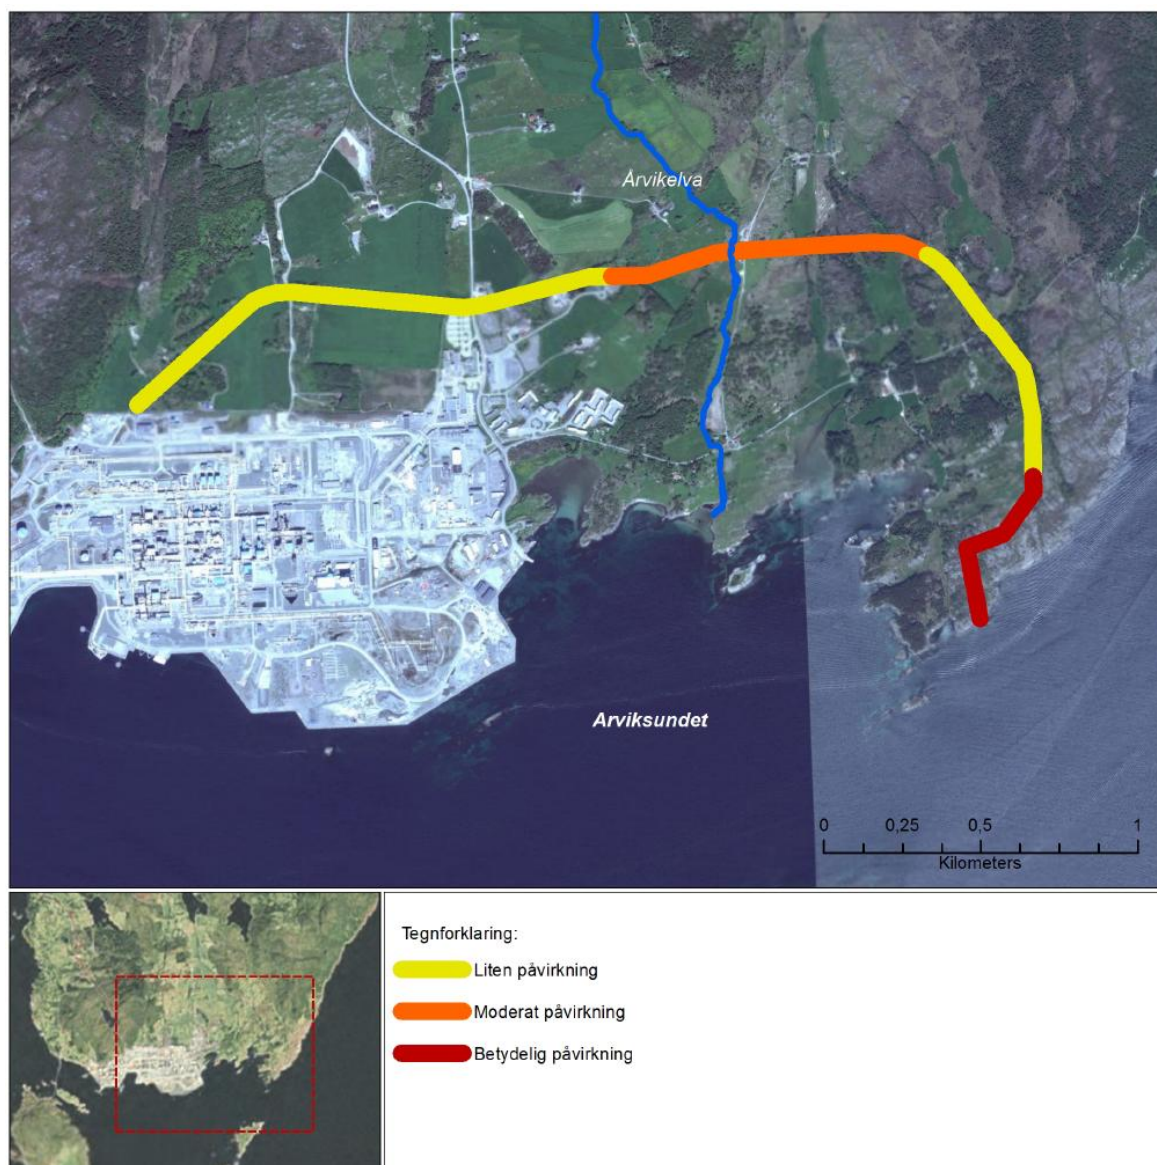 Årvikelva
Arviksundet
0 0,25 0,5 1
Kilometers
Tegnforklaring:
Liten påvirkning
Moderat påvirkning
Betydelig påvirkning